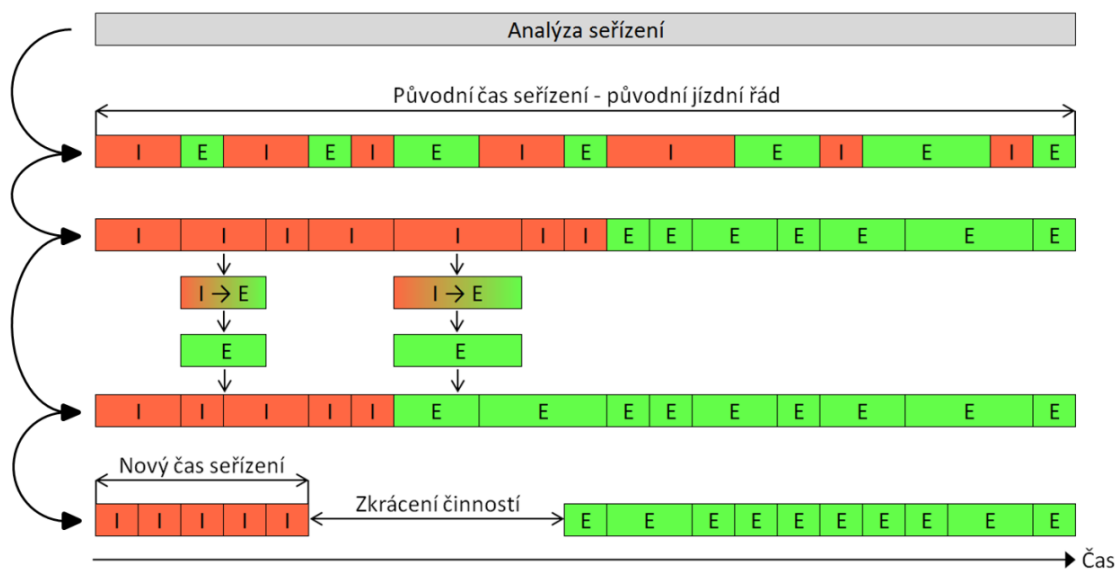 Analýza seřízení
Původní čas seřízení - původní jízdní řád
I E I E I E I E I E I E I E
I I I I I I I E E E E E E E
I → E I → E
E E
I I I I I E E E E E E E E E
Nový čas seřízení
Zkrácení činností
I I I I I E E E E E E E E E
Čas